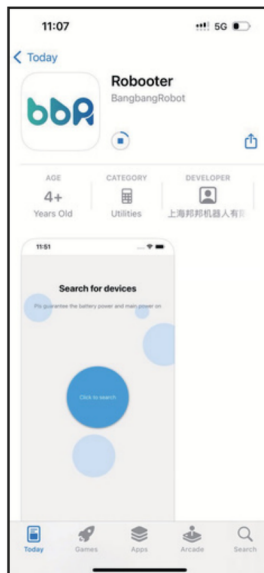 11:07
5G
Today
bbR
Robooter
BangbangRobot
AGE
CATEGORY
DEVELOPER
4+
Years Old
Utilities
上海邦邦机器人有
11:51
Search for devices
Plz guarantee the battery power and main power on
Click to search
Today
Games
Apps
Arcade
Search